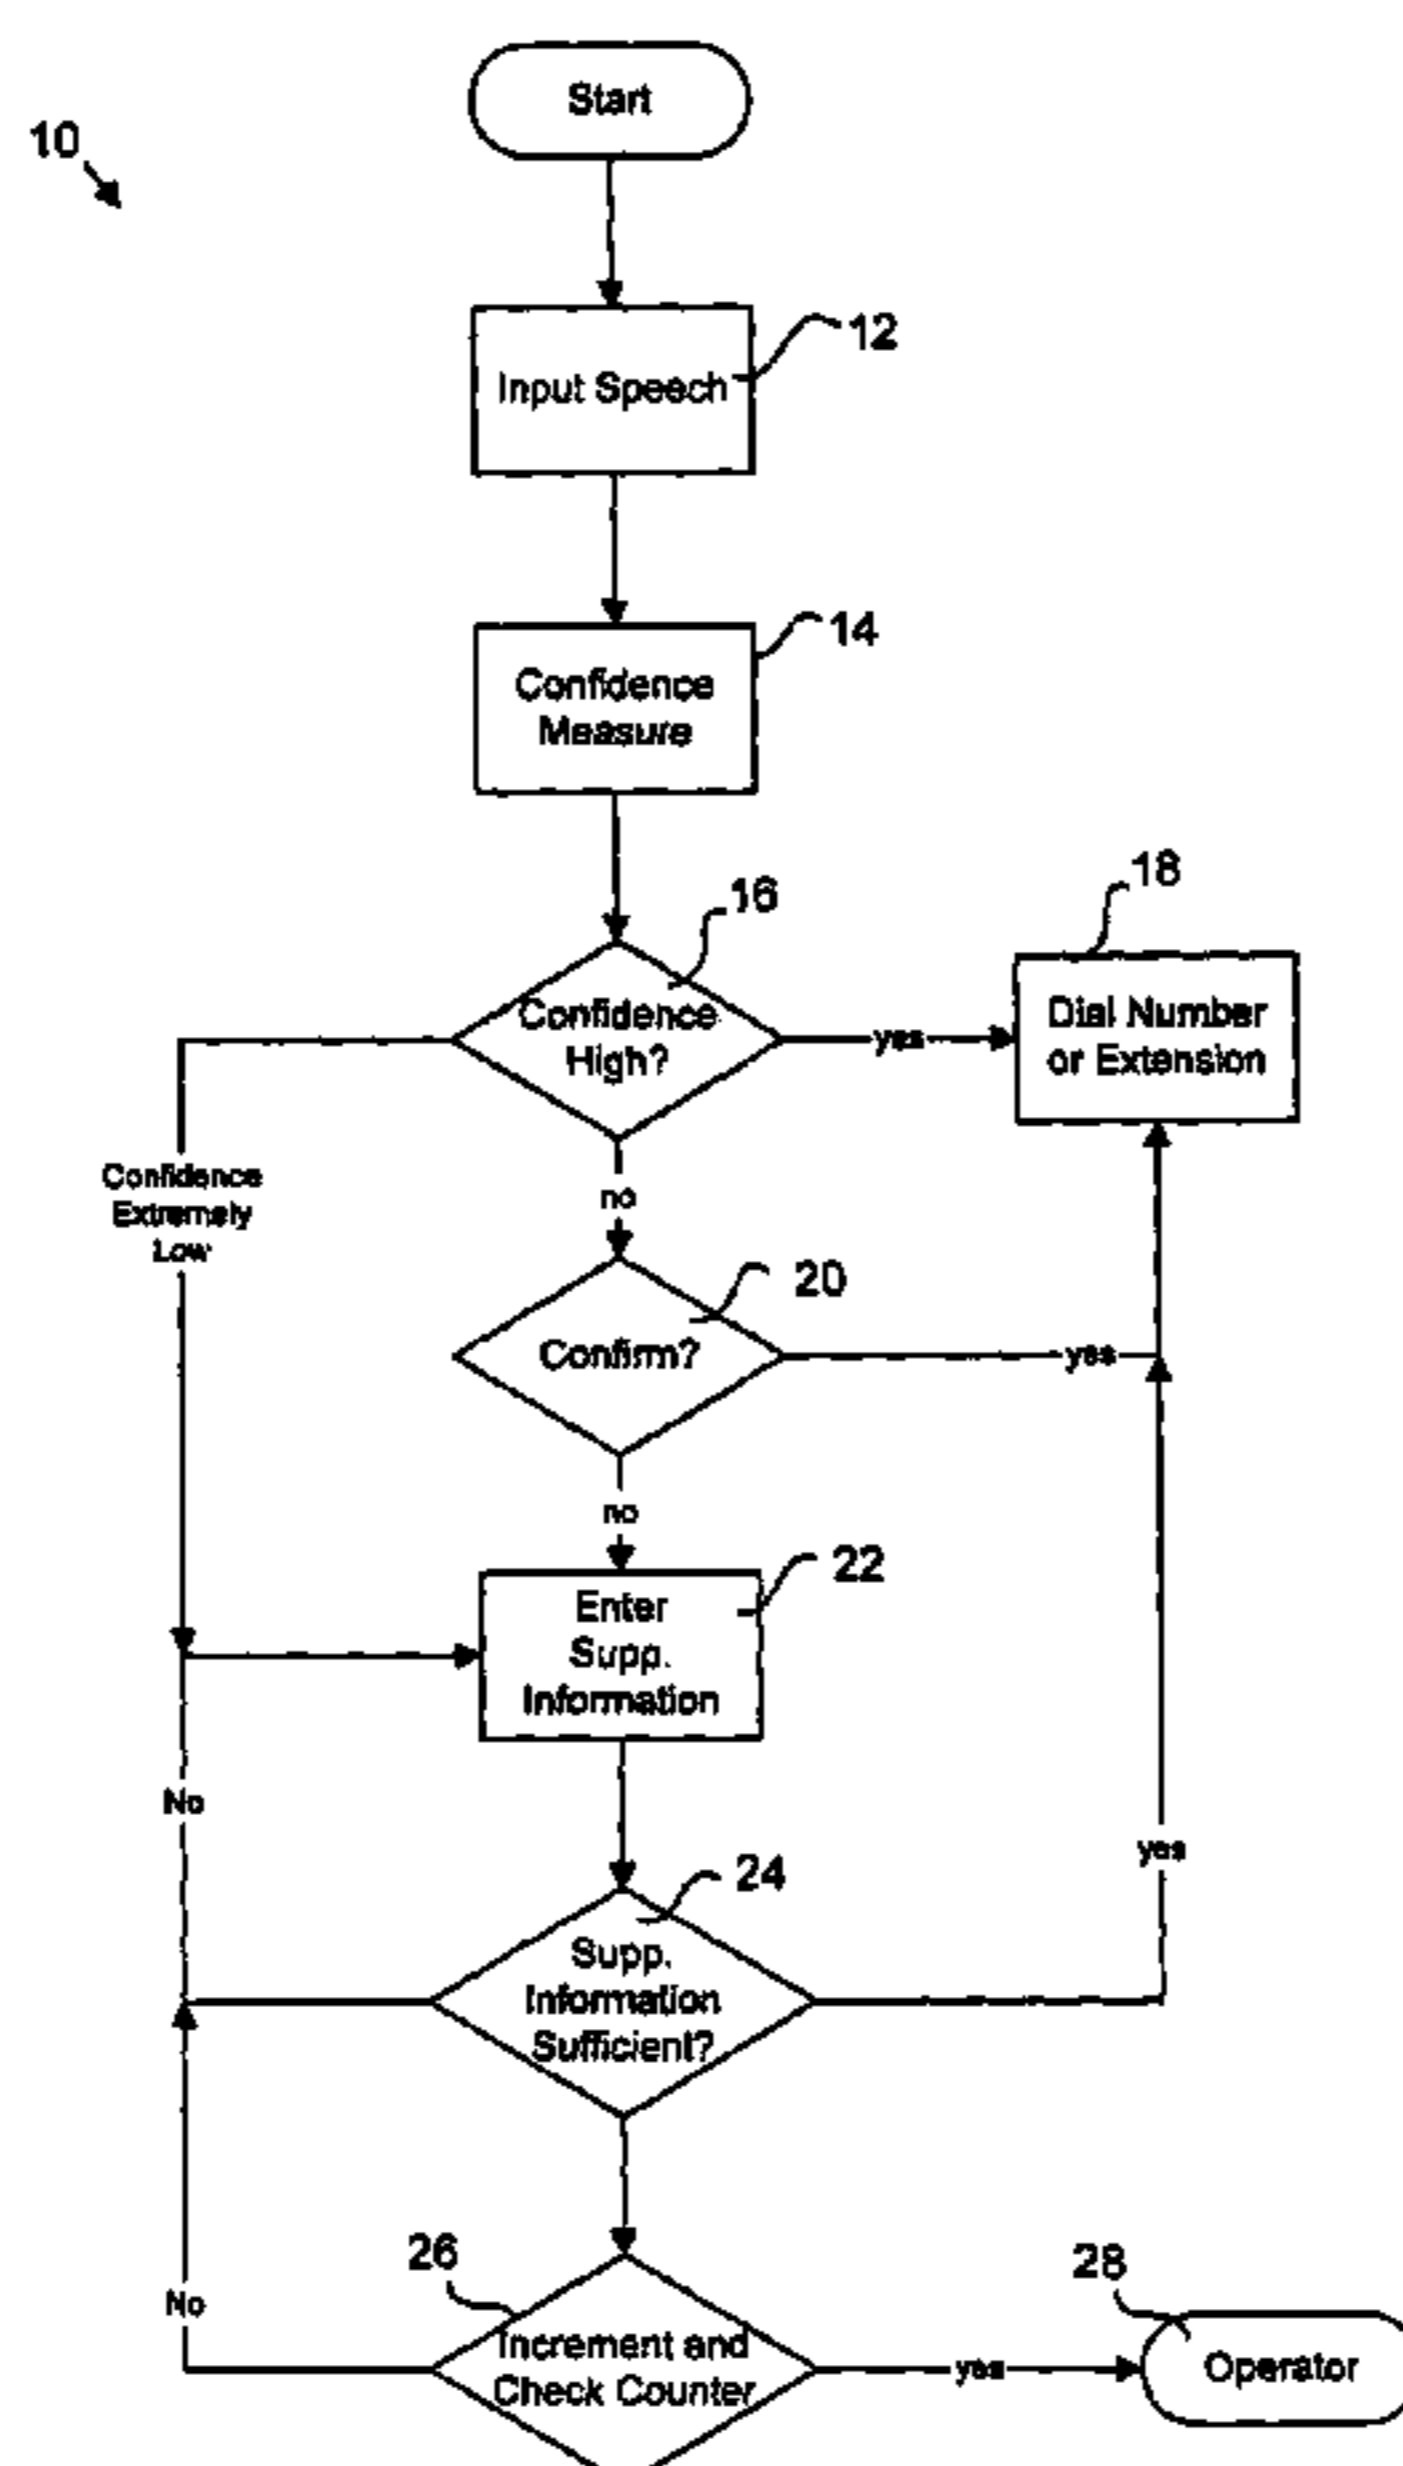 Start
10
12
Input Speech
14
Confidence
Measure
16
18
Confidence
High?
yes
Dial Number
or Extension
Confidence
Extremely
Low
no
20
Confirm?
yes
no
22
Enter
Supp.
Information
No
24
yes
Supp.
Information
Sufficient?
26
28
No
Increment and
Check Counter
yes
Operator